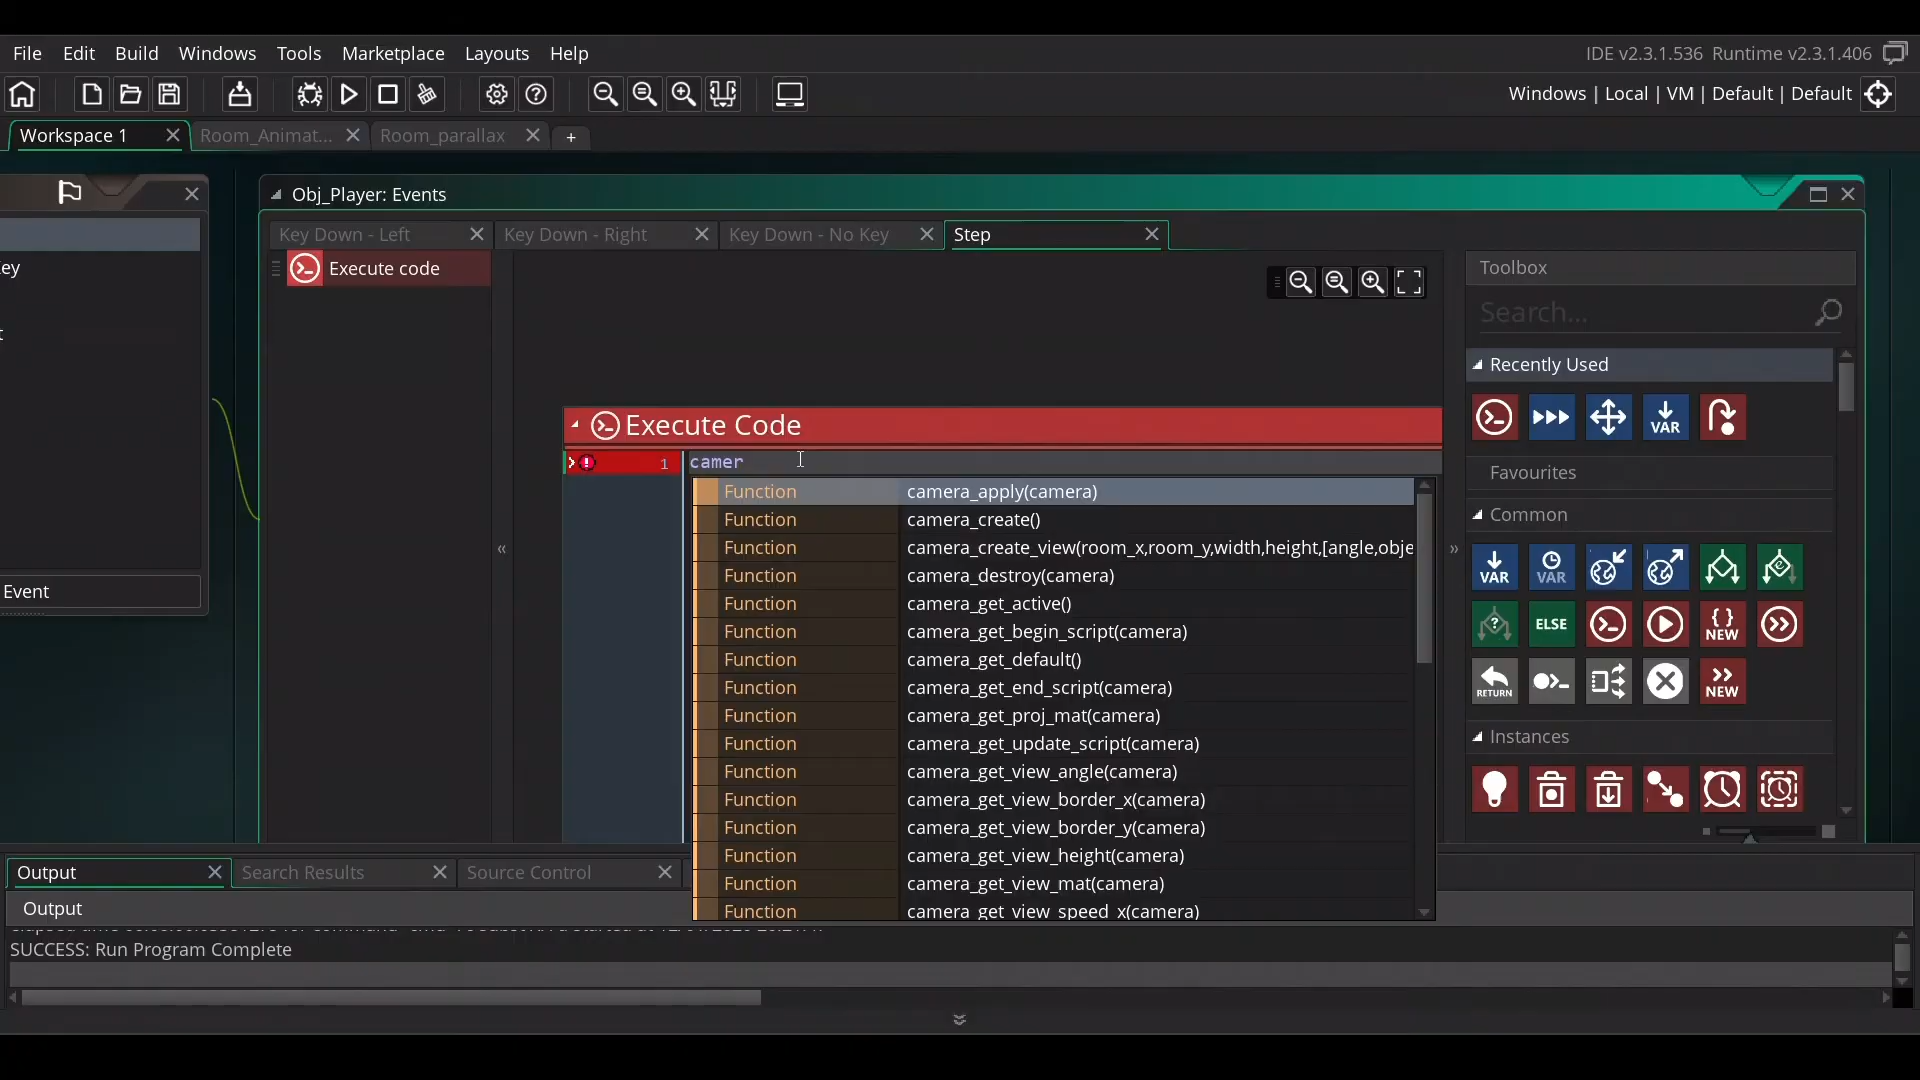 File Edit Build Windows Tools Marketplace Layouts Help
IDE v2.3.1.536 Runtime v2.3.1.406
Windows | Local | VM | Default | Default
Workspace 1
Room_Animat...
Room_parallax
+
Obj_Player: Events
Key Down - Left
Key Down - Right
Key Down - No Key
Step
Execute code
ey
t
Event
Execute Code
1 camer
Function camera_apply(camera)
Function camera_create()
Function camera_create_view(room_x,room_y,width,height,[angle,obje
Function camera_destroy(camera)
Function camera_get_active()
Function camera_get_begin_script(camera)
Function camera_get_default()
Function camera_get_end_script(camera)
Function camera_get_proj_mat(camera)
Function camera_get_update_script(camera)
Function camera_get_view_angle(camera)
Function camera_get_view_border_x(camera)
Function camera_get_view_border_y(camera)
Function camera_get_view_height(camera)
Function camera_get_view_mat(camera)
Function camera_get_view_speed_x(camera)
Toolbox
Search...
Recently Used
VAR
Favourites
Common
VAR VAR
ELSE NEW
RETURN NEW
Instances
Output
Search Results
Source Control
Output
SUCCESS: Run Program Complete